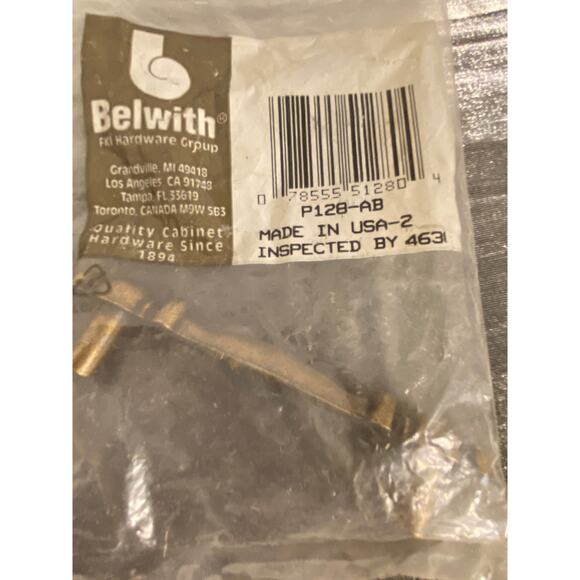 Belwith®
FKI Hardware Group
Grandville, MI 49418
Los Angeles, CA 91748
Tampa, FL 33619
Toronto, CANADA M9W 5B3
Quality Cabinet
Hardware Since
1894
0 78555 51280 4
P128-AB
MADE IN USA-2
INSPECTED BY 463